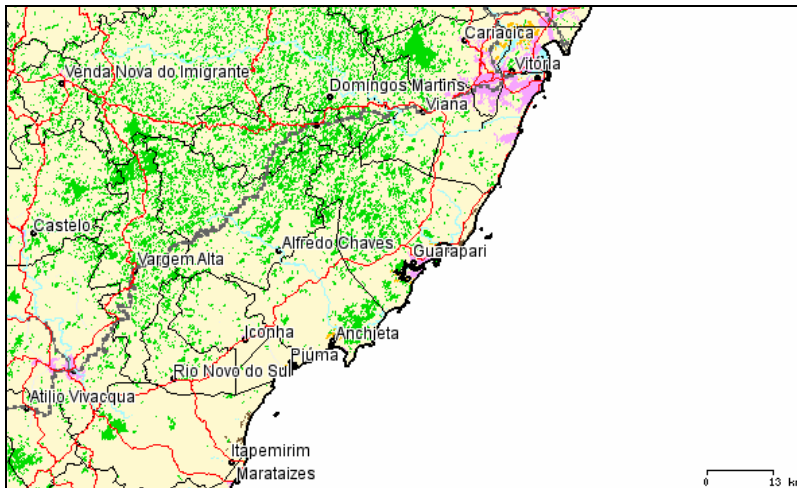 Cariacica
Vitória
Venda Nova do Imigrante
Domingos Martins
Viana
Castelo
Alfredo Chaves
Guarapari
Vargem Alta
Iconha
Anchieta
Piúma
Rio Novo do Sul
Atilio Vivacqua
Itapemirim
Marataizes
0 13 km